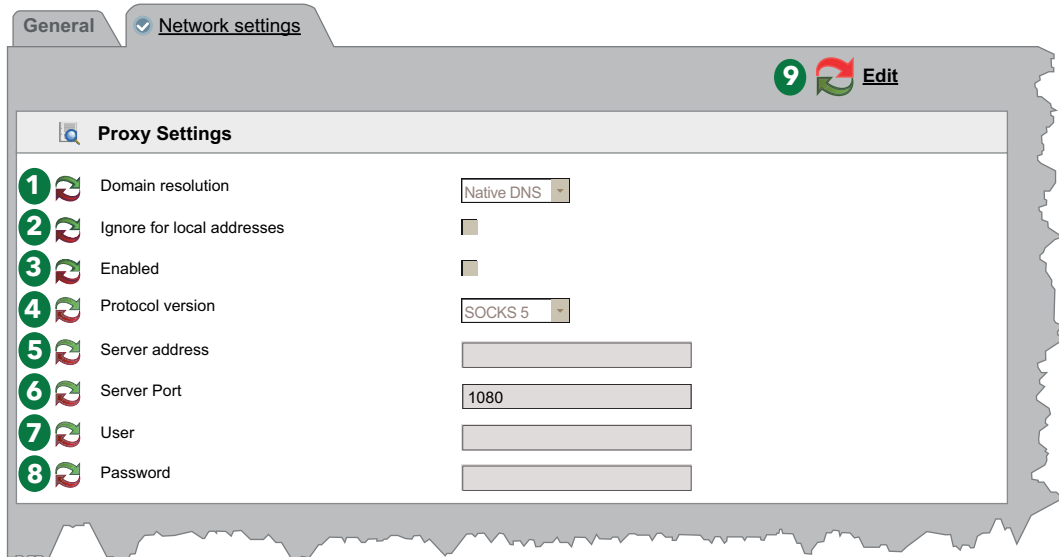 General
Network settings
9 Edit
Proxy Settings
1 Domain resolution Native DNS
2 Ignore for local addresses
3 Enabled
4 Protocol version SOCKS 5
5 Server address
6 Server Port 1080
7 User
8 Password